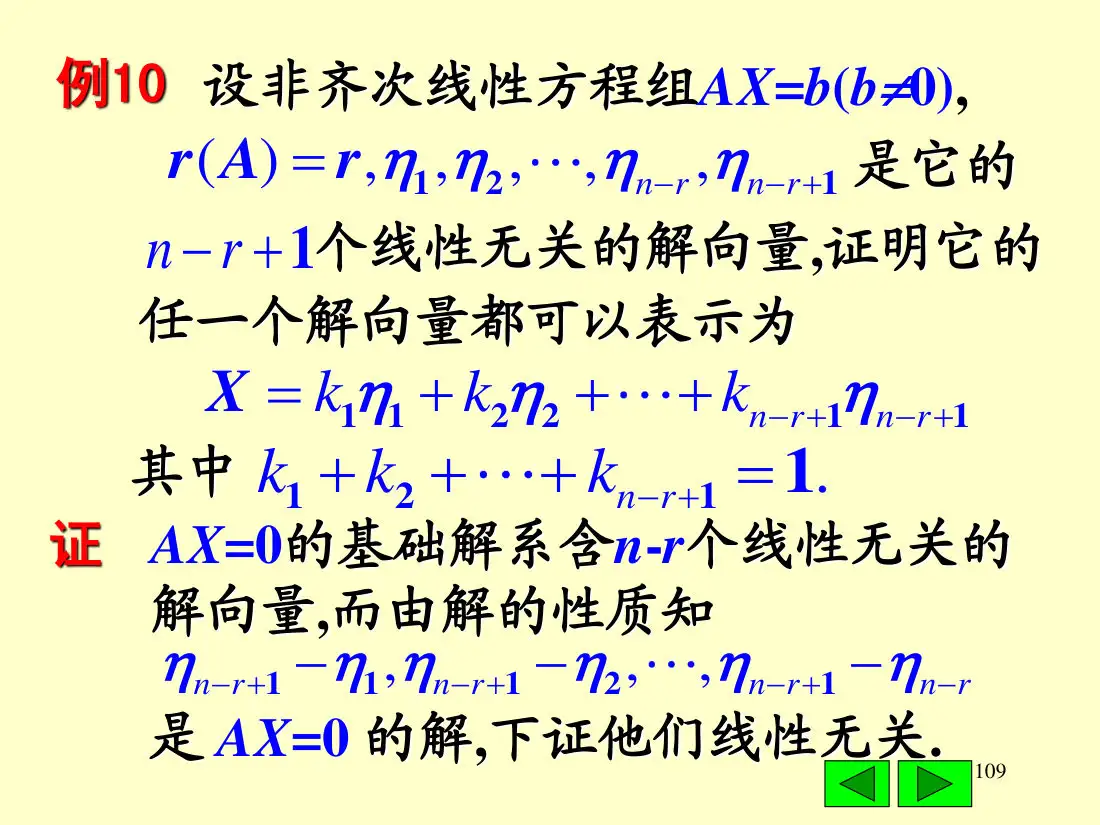 例10 设非齐次线性方程组AX=b(b≠0),
r(A)=r,η₁,η₂,⋯,ηₙ₋ᵣ,ηₙ₋ᵣ₊₁ 是它的
n−r+1个线性无关的解向量,证明它的
任一个解向量都可以表示为
X=k₁η₁+k₂η₂+⋯+kₙ₋ᵣ₊₁ηₙ₋ᵣ₊₁
其中 k₁+k₂+⋯+kₙ₋ᵣ₊₁=1.
证 AX=0的基础解系含n-r个线性无关的
解向量,而由解的性质知
ηₙ₋ᵣ₊₁−η₁,ηₙ₋ᵣ₊₁−η₂,⋯,ηₙ₋ᵣ₊₁−ηₙ₋ᵣ
是 AX=0 的解,下证他们线性无关.
109